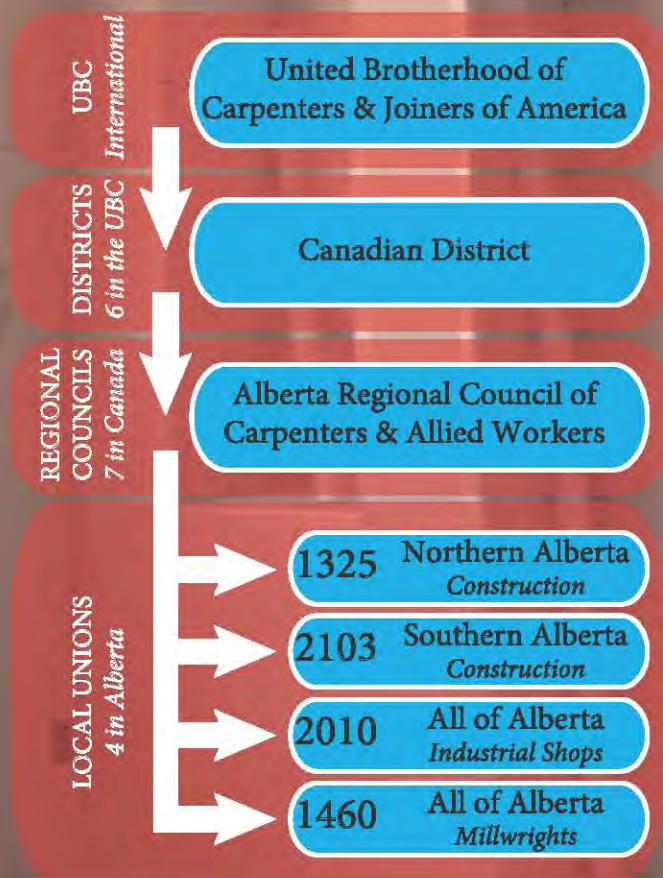 UBC
International
United Brotherhood of
Carpenters & Joiners of America
DISTRICTS
6 in the UBC
Canadian District
REGIONAL
COUNCILS
7 in Canada
Alberta Regional Council of
Carpenters & Allied Workers
LOCAL UNIONS
4 in Alberta
1325 Northern Alberta
Construction
2103 Southern Alberta
Construction
2010 All of Alberta
Industrial Shops
1460 All of Alberta
Millwrights